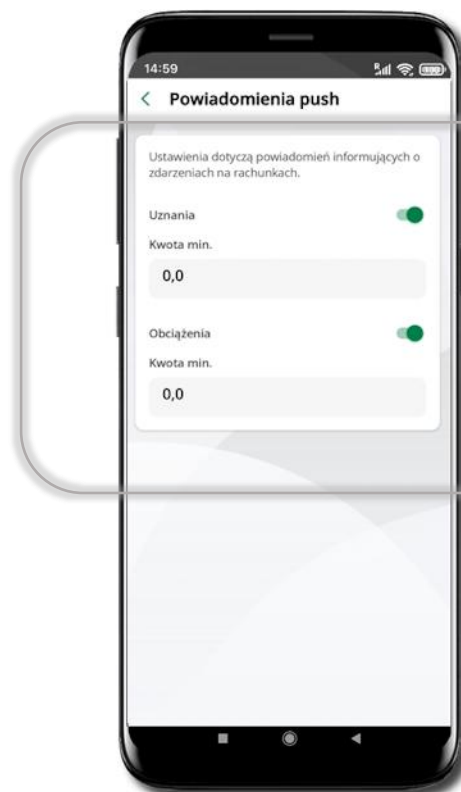 14:59
Powiadomienia push
Ustawienia dotyczą powiadomień informujących o
zdarzeniach na rachunkach.
Uznania
Kwota min.
0,0
Obciążenia
Kwota min.
0,0